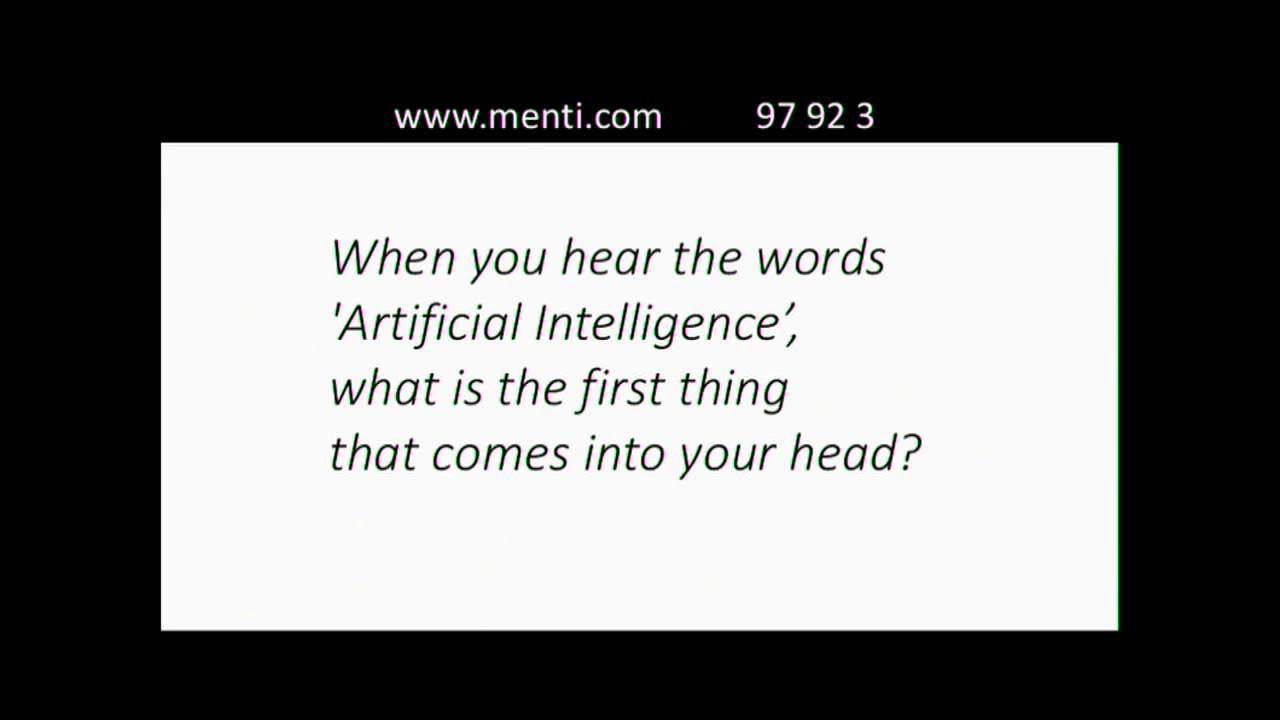 www.menti.com 97 92 3
When you hear the words
'Artificial Intelligence’,
what is the first thing
that comes into your head?